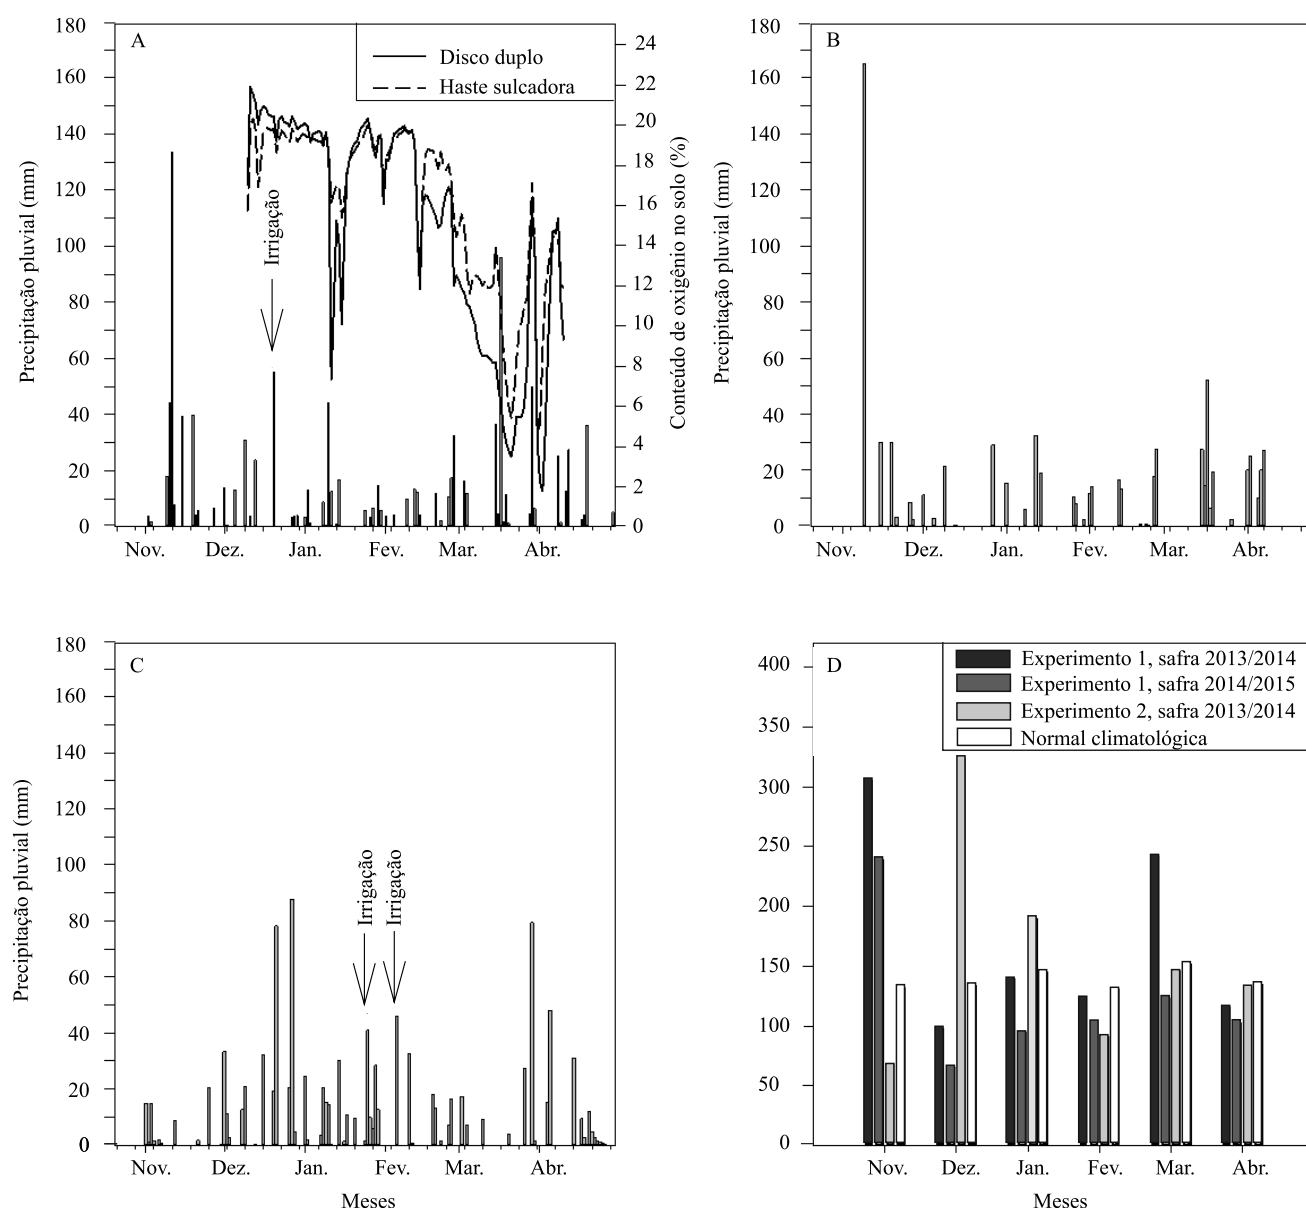 A
Disco duplo
Haste sulcadora
Precipitação pluvial (mm)
180
160
140
120
100
80
60
40
20
0
Irrigação
24
22
20
18
16
14
12
10
8
6
4
2
0
Conteúdo de oxigênio no solo (%)
Nov. Dez. Jan. Fev. Mar. Abr.
B
Precipitação pluvial (mm)
180
160
140
120
100
80
60
40
20
0
Nov. Dez. Jan. Fev. Mar. Abr.
C
Precipitação pluvial (mm)
180
160
140
120
100
80
60
40
20
0
Irrigação
Irrigação
Nov. Dez. Jan. Fev. Mar. Abr.
Meses
D
Experimento 1, safra 2013/2014
Experimento 1, safra 2014/2015
Experimento 2, safra 2013/2014
Normal climatológica
400
350
300
250
200
150
100
50
0
Nov. Dez. Jan. Fev. Mar. Abr.
Meses